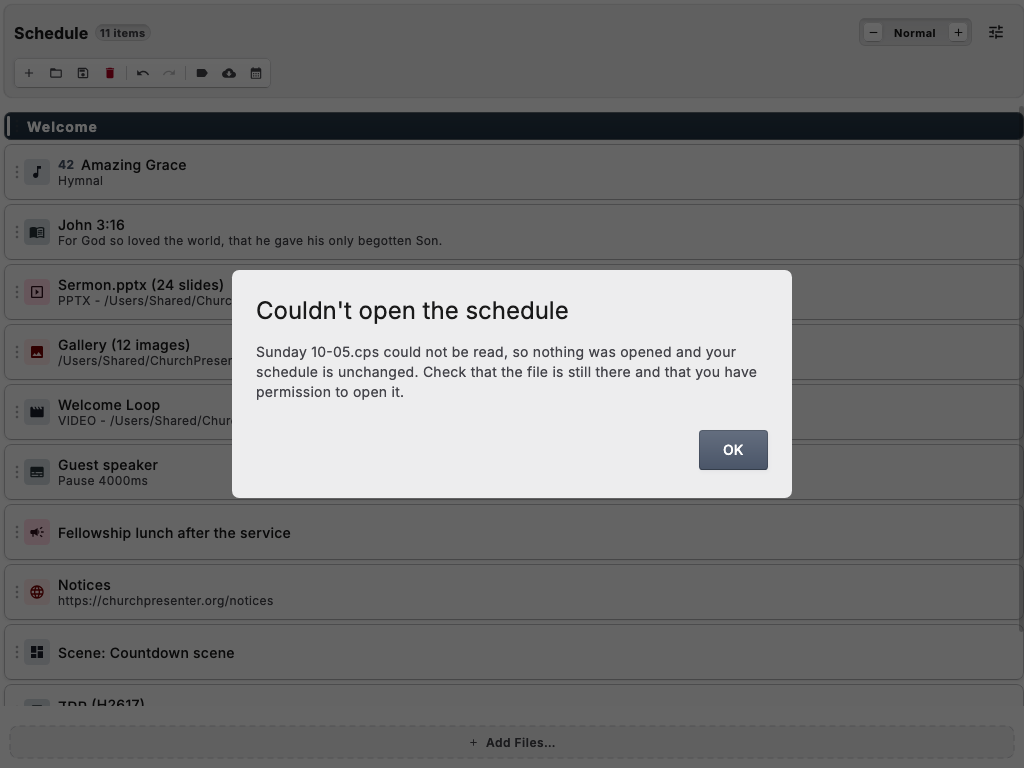 Schedule 11 items
Normal
Welcome
42 Amazing Grace
Hymnal
John 3:16
For God so loved the world, that he gave his only begotten Son.
Sermon.pptx (24 slides)
PPTX - /Users/Shared/Churc
Gallery (12 images)
/Users/Shared/ChurchPresen
Welcome Loop
VIDEO - /Users/Shared/Chur
Guest speaker
Pause 4000ms
Fellowship lunch after the service
Notices
https://churchpresenter.org/notices
Scene: Countdown scene
Couldn't open the schedule
Sunday 10-05.cps could not be read, so nothing was opened and your
schedule is unchanged. Check that the file is still there and that you have
permission to open it.
OK
+ Add Files...